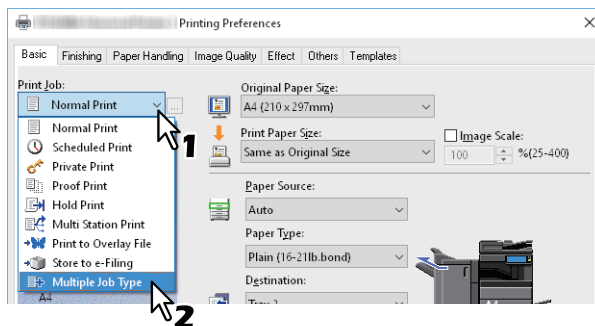 Printing Preferences
Basic Finishing Paper Handling Image Quality Effect Others Templates
Print Job:
Normal Print
...
1
Normal Print
Scheduled Print
Private Print
Proof Print
Hold Print
Multi Station Print
Print to Overlay File
Store to e-Filing
Multiple Job Type
2
A4
Original Paper Size:
A4 (210 x 297mm)
Print Paper Size:
Same as Original Size
Image Scale:
100 %(25-400)
Paper Source:
Auto
Paper Type:
Plain (16-21lb.bond)
Destination:
Tray 2